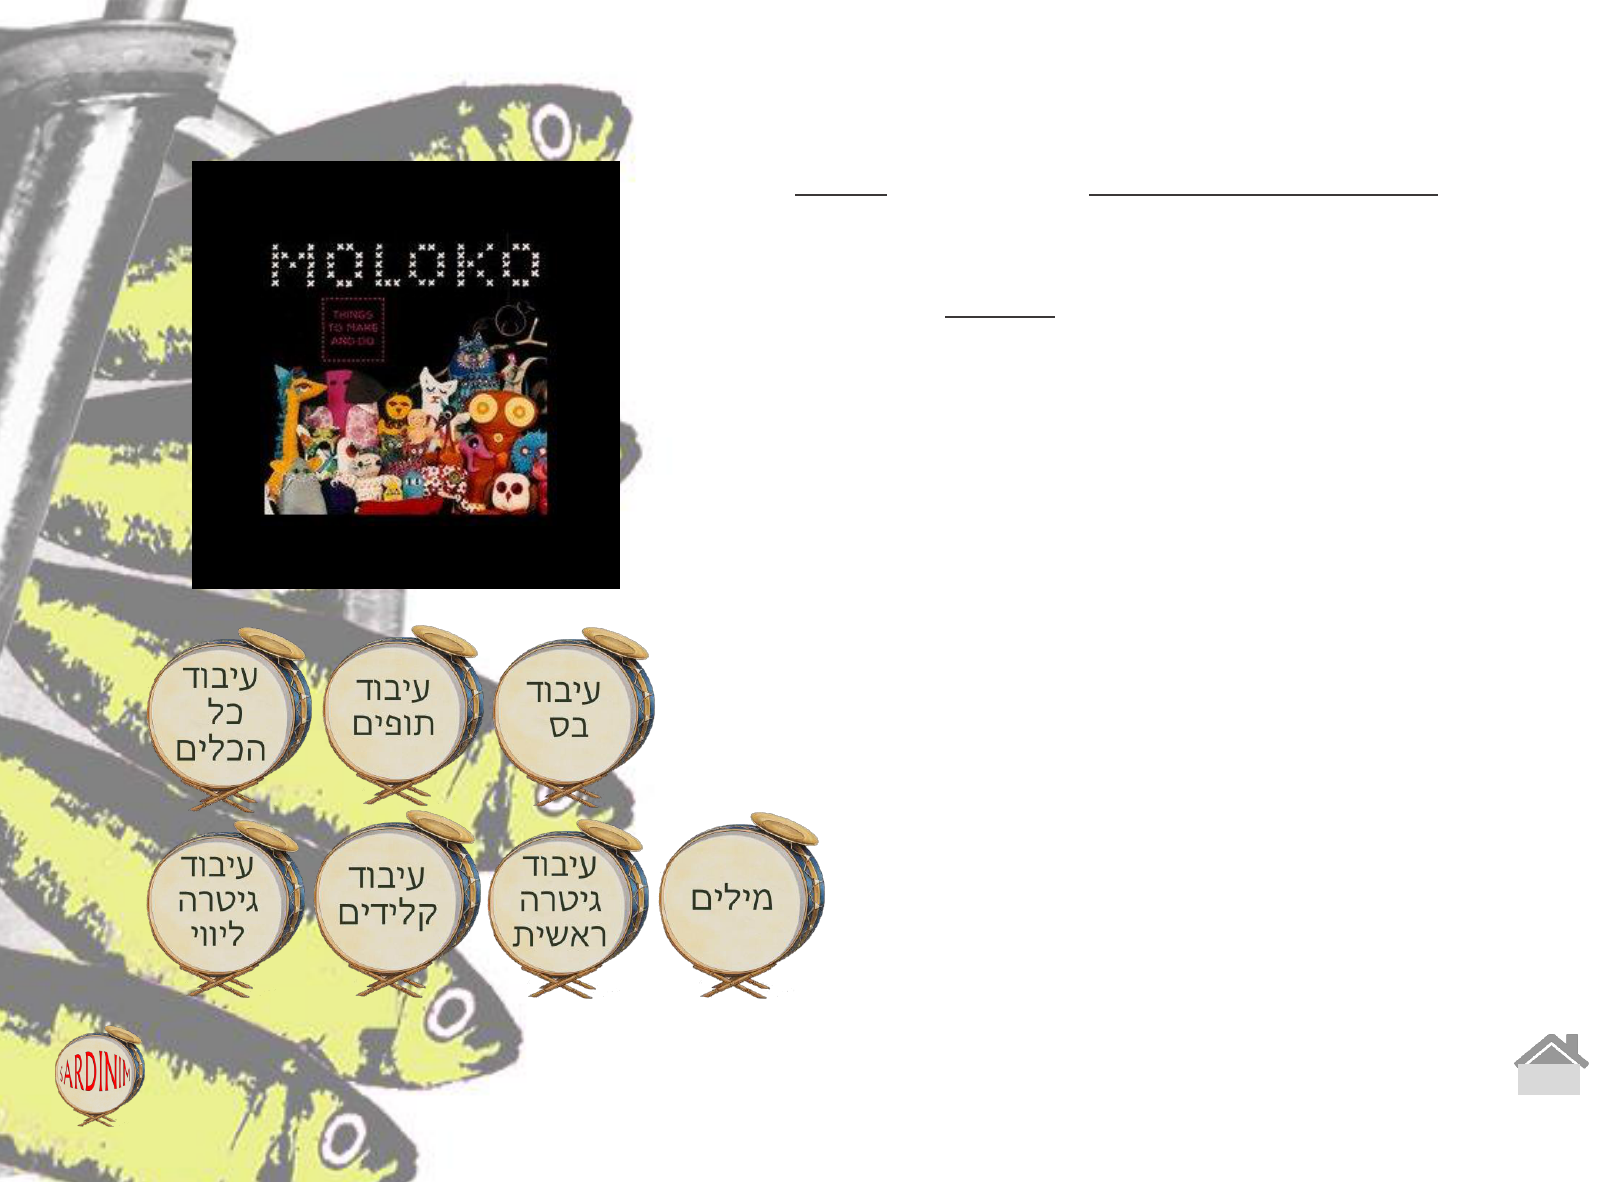 MOLOKO
THINGS
TO MAKE
AND DO
עיבוד
בס
עיבוד
תופים
עיבוד
כל
הכלים
מילים
עיבוד
גיטרה
ראשית
עיבוד
קלידים
עיבוד
גיטרה
ליווי
SARDINIM